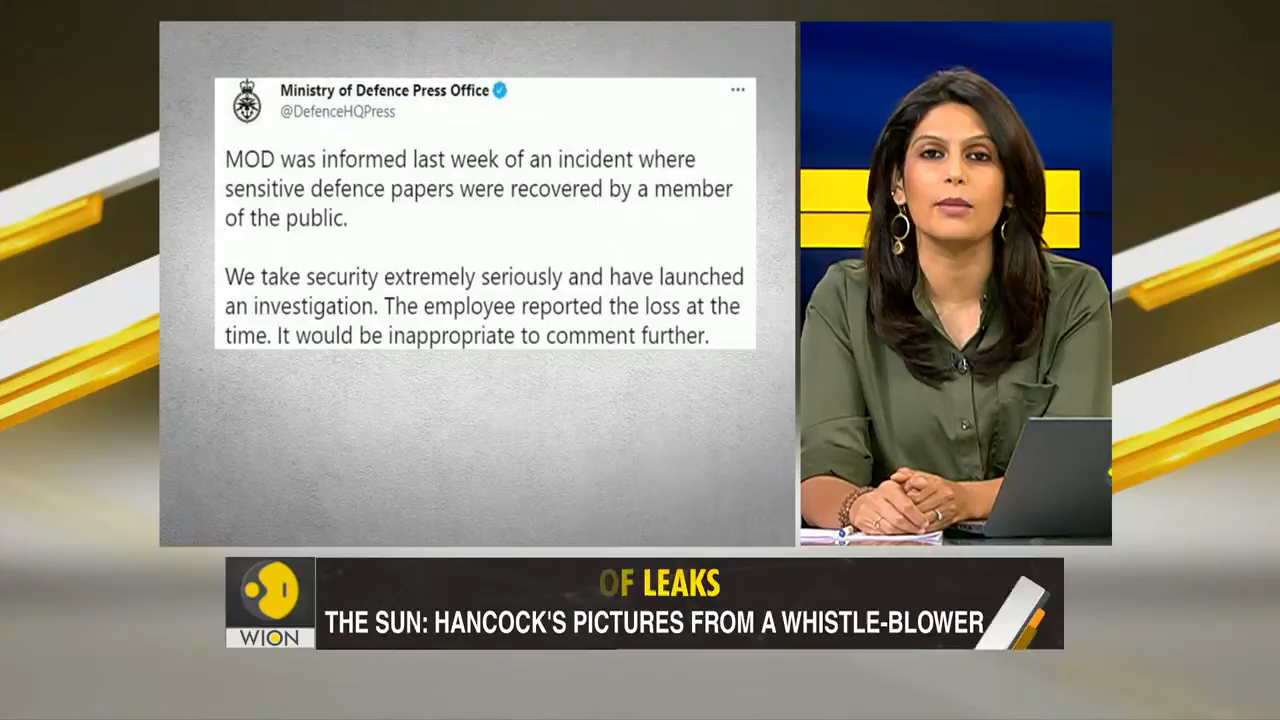 Ministry of Defence Press Office
@DefenceHQPress
MOD was informed last week of an incident where
sensitive defence papers were recovered by a member
of the public.
We take security extremely seriously and have launched
an investigation. The employee reported the loss at the
time. It would be inappropriate to comment further.
OF LEAKS
THE SUN: HANCOCK'S PICTURES FROM A WHISTLE-BLOWER
WION